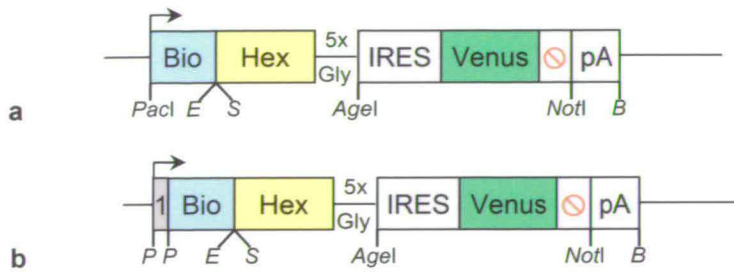 5x
Bio Hex IRES Venus pA
Gly
a PacI E S AgeI NotI B
5x
1 Bio Hex IRES Venus pA
Gly
b P P E S AgeI NotI B